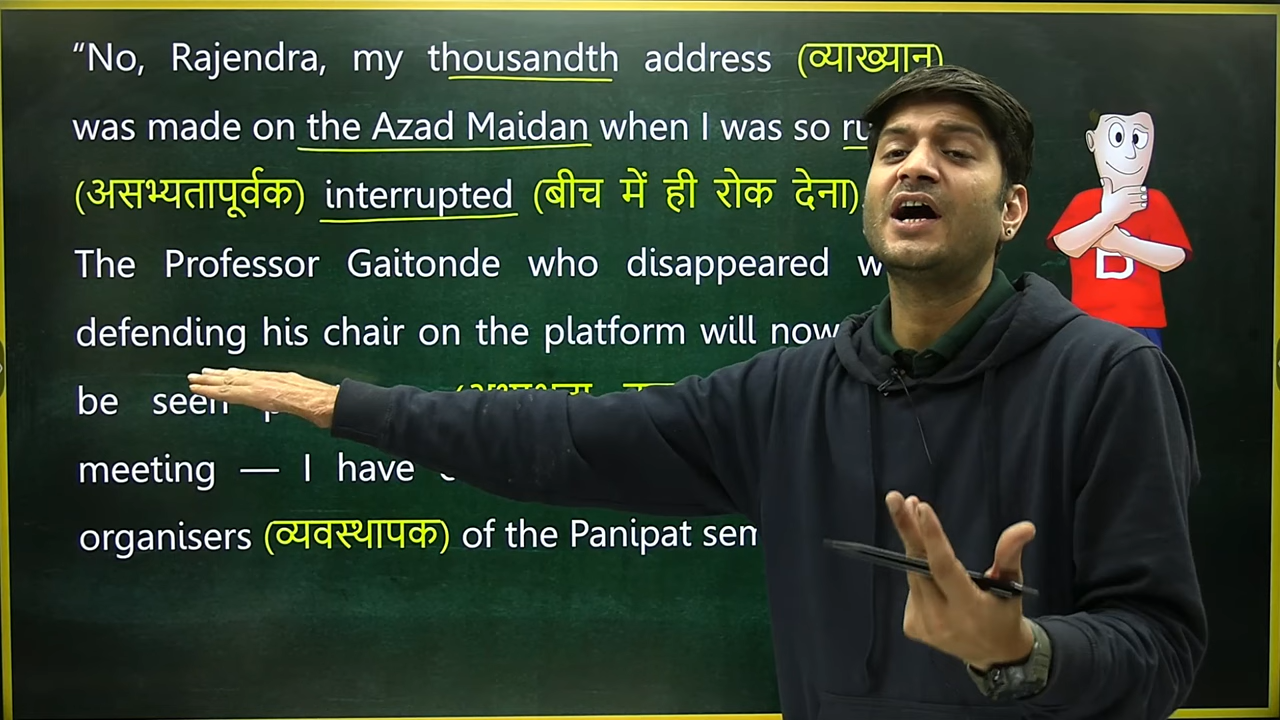 “No, Rajendra, my thousandth address (व्याख्यान)
was made on the Azad Maidan when I was so
(असभ्यतापूर्वक) interrupted (बीच में ही रोक देना)
The Professor Gaitonde who disappeared
defending his chair on the platform will now
be seen
meeting — I have
organisers (व्यवस्थापक) of the Panipat
B